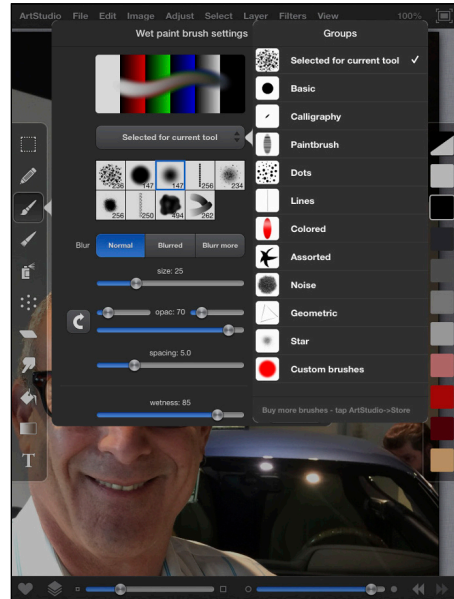 ArtStudio File Edit Image Adjust Select Layer Filters View 100%
Wet paint brush settings
Selected for current tool
236 147 147 256 234
256 250 494 262
Blur Normal Blurred Blurr more
size: 25
opac: 70
spacing: 5.0
wetness: 85
Groups
Selected for current tool ✓
Basic
Calligraphy
Paintbrush
Dots
Lines
Colored
Assorted
Noise
Geometric
Star
Custom brushes
Buy more brushes - tap ArtStudio->Store
T